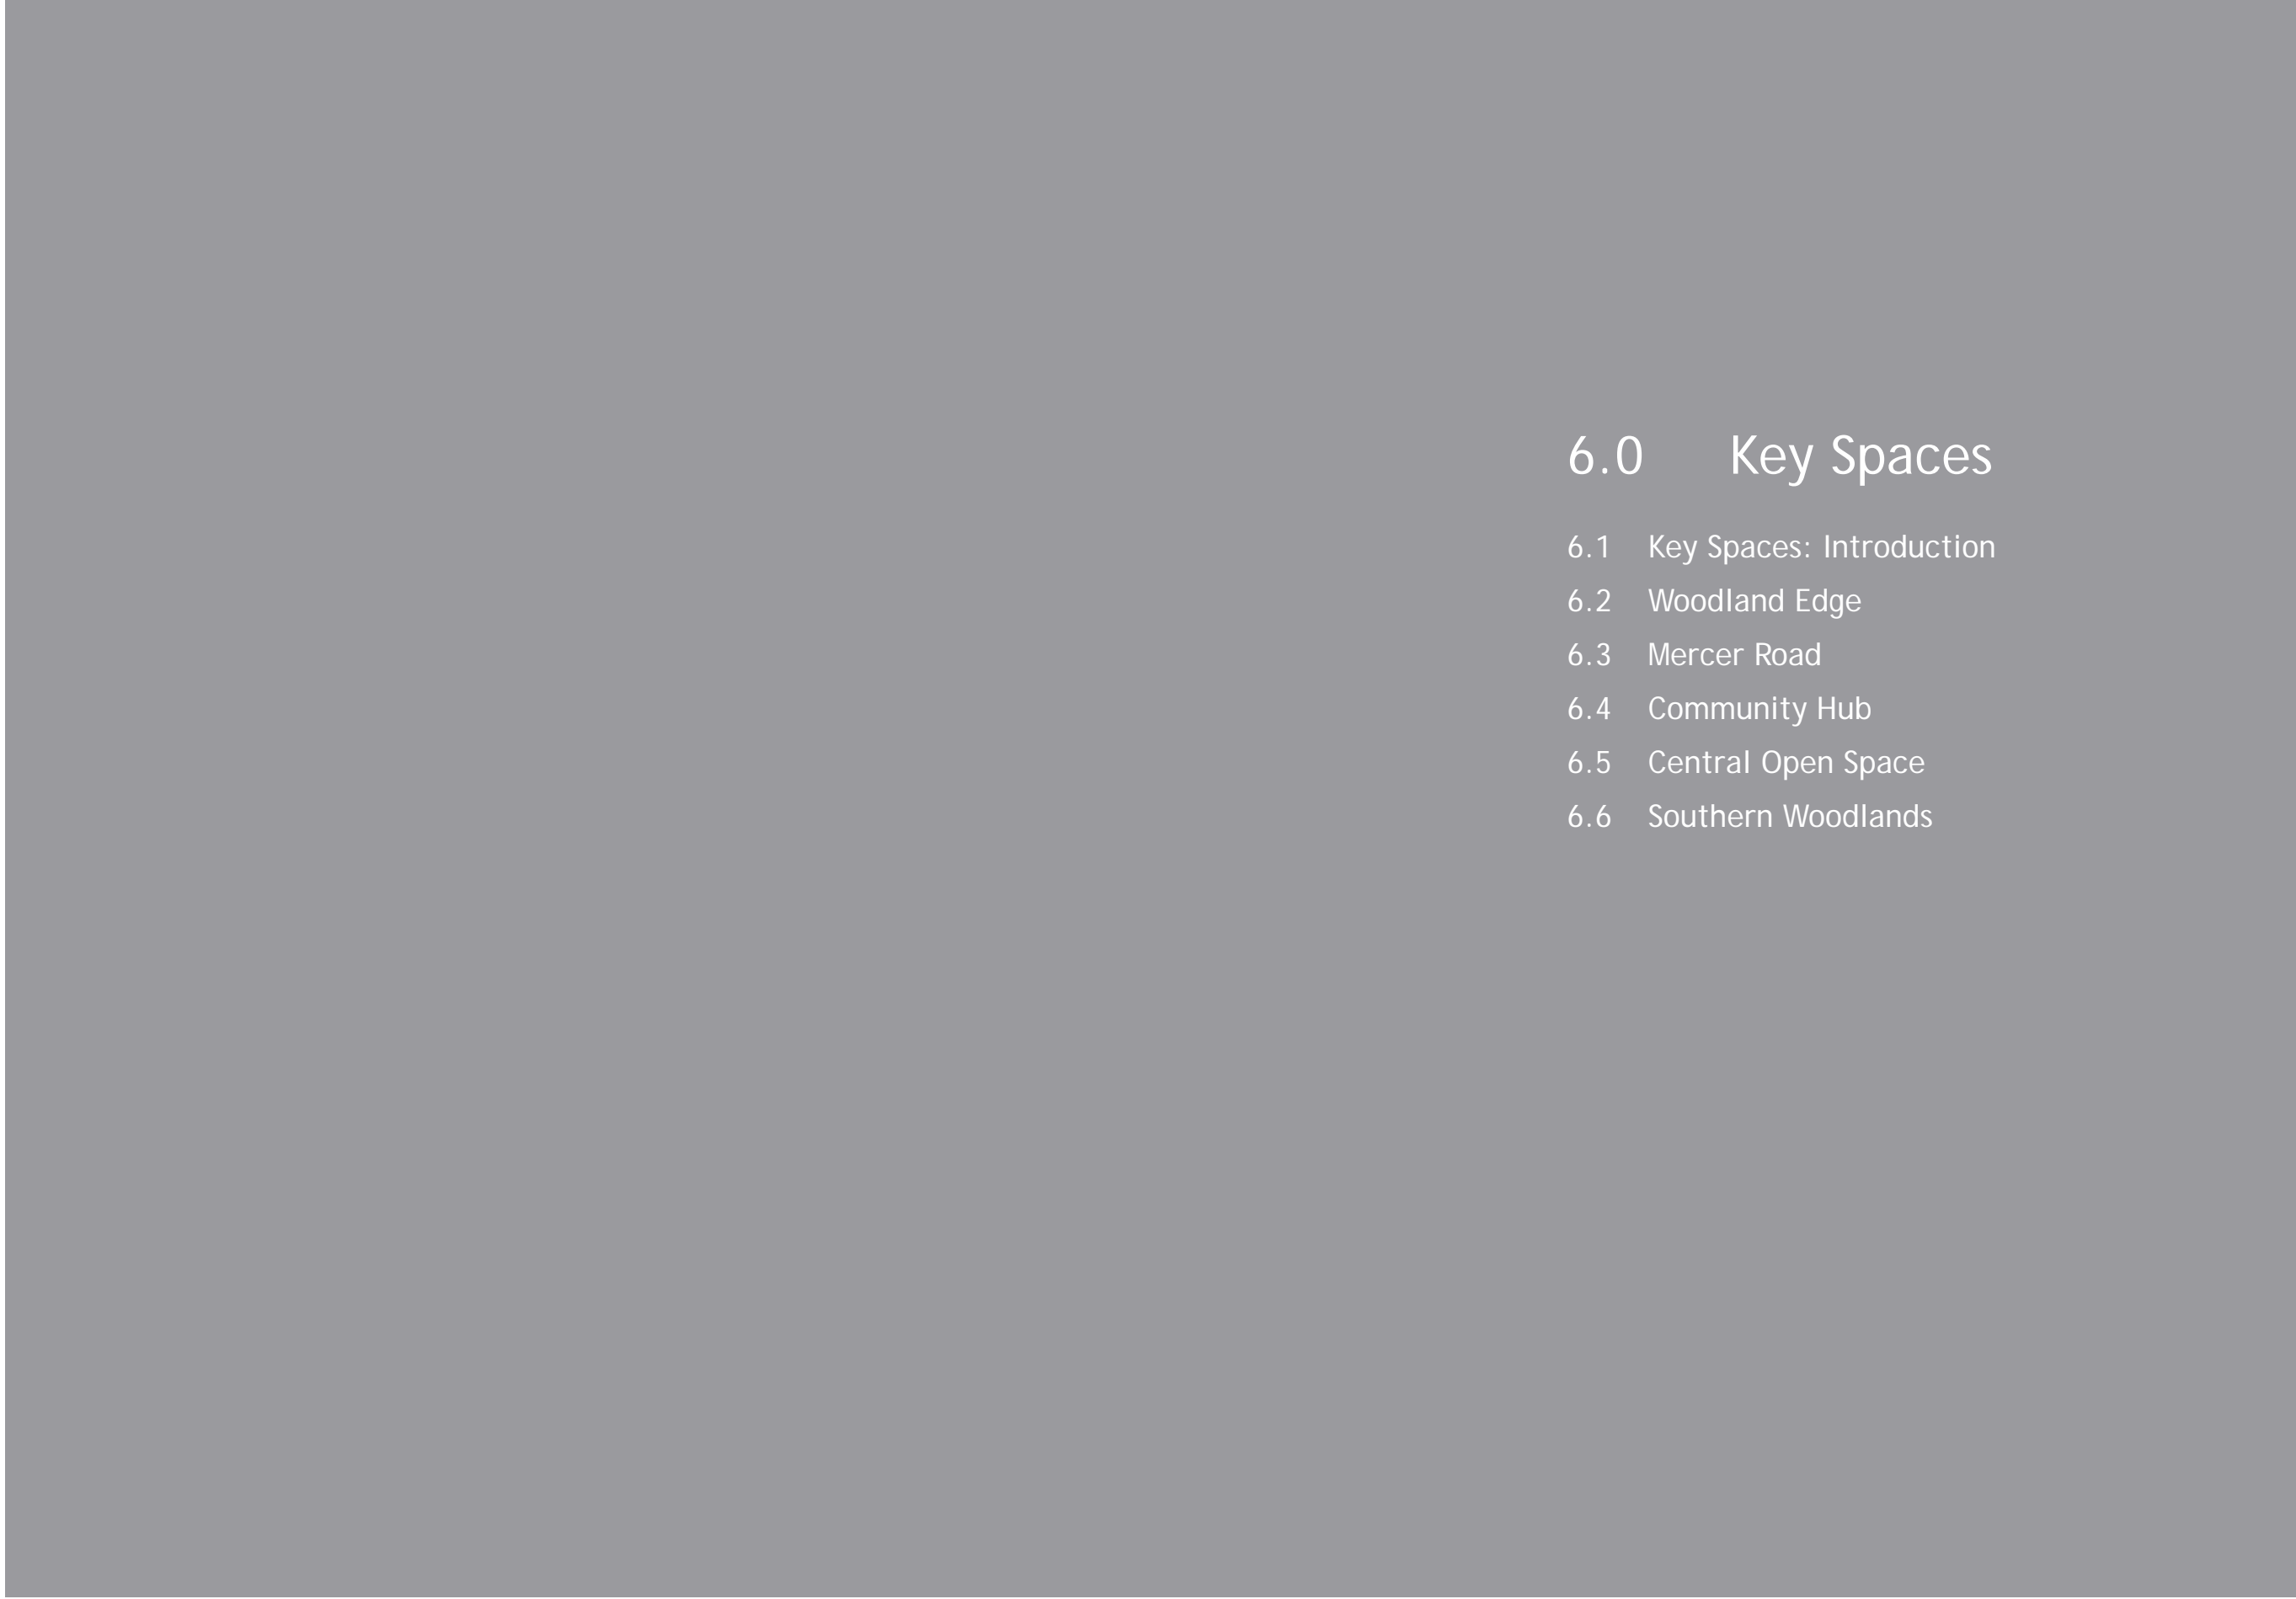 6.0 Key Spaces
6.1 Key Spaces: Introduction
6.2 Woodland Edge
6.3 Mercer Road
6.4 Community Hub
6.5 Central Open Space
6.6 Southern Woodlands